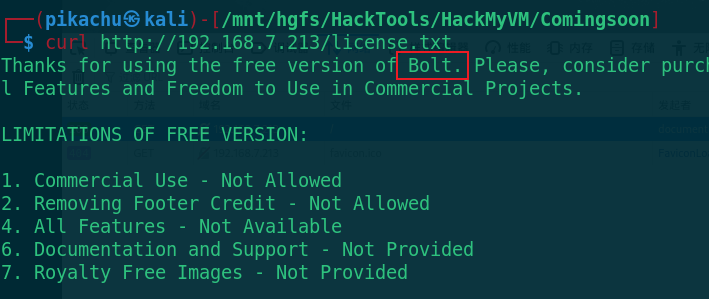 (pikachu㉿kali)-[/mnt/hgfs/HackTools/HackMyVM/Comingsoon]
$ curl http://192.168.7.213/license.txt
Thanks for using the free version of Bolt. Please, consider purch
l Features and Freedom to Use in Commercial Projects.
LIMITATIONS OF FREE VERSION:
1. Commercial Use - Not Allowed
2. Removing Footer Credit - Not Allowed
4. All Features - Not Available
6. Documentation and Support - Not Provided
7. Royalty Free Images - Not Provided